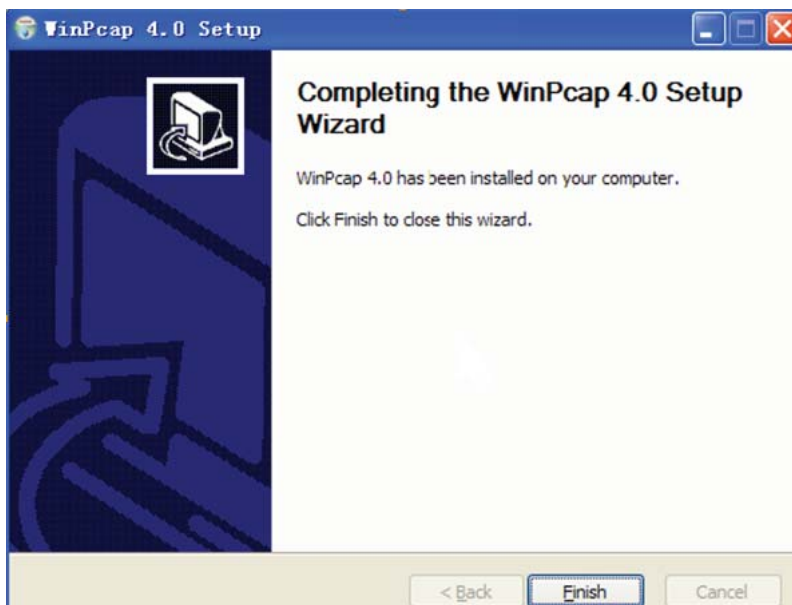 WinPcap 4.0 Setup
Completing the WinPcap 4.0 Setup
Wizard
WinPcap 4.0 has been installed on your computer.
Click Finish to close this wizard.
< Back
Finish
Cancel